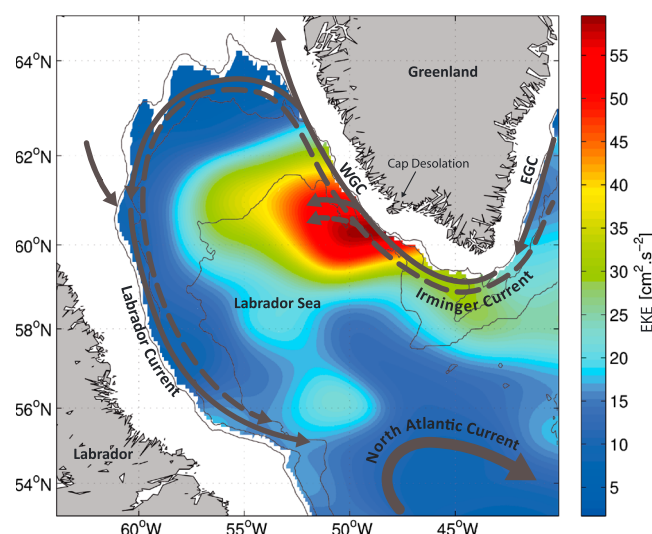 64°N
62°N
60°N
58°N
56°N
54°N
60°W
55°W
50°W
45°W
Greenland
Cap Desolation
WGC
EGC
Irminger Current
Labrador Sea
Labrador Current
Labrador
North Atlantic Current
55
50
45
40
35
30
25
20
15
10
5
EKE [cm².s⁻²]